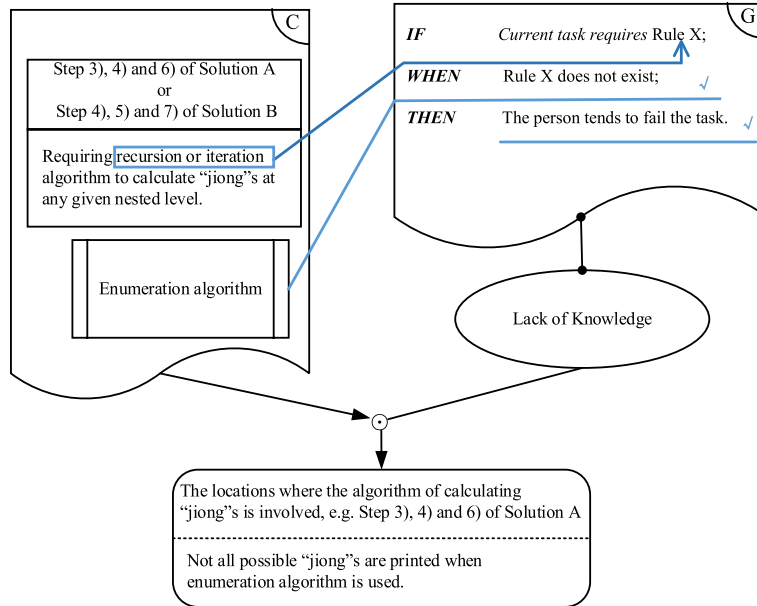 C
Step 3), 4) and 6) of Solution A
or
Step 4), 5) and 7) of Solution B
Requiring recursion or iteration
algorithm to calculate “jiong”s at
any given nested level.
Enumeration algorithm
G
IF Current task requires Rule X;
WHEN Rule X does not exist; √
THEN The person tends to fail the task. √
Lack of Knowledge
The locations where the algorithm of calculating
“jiong”s is involved, e.g. Step 3), 4) and 6) of Solution A
Not all possible “jiong”s are printed when
enumeration algorithm is used.